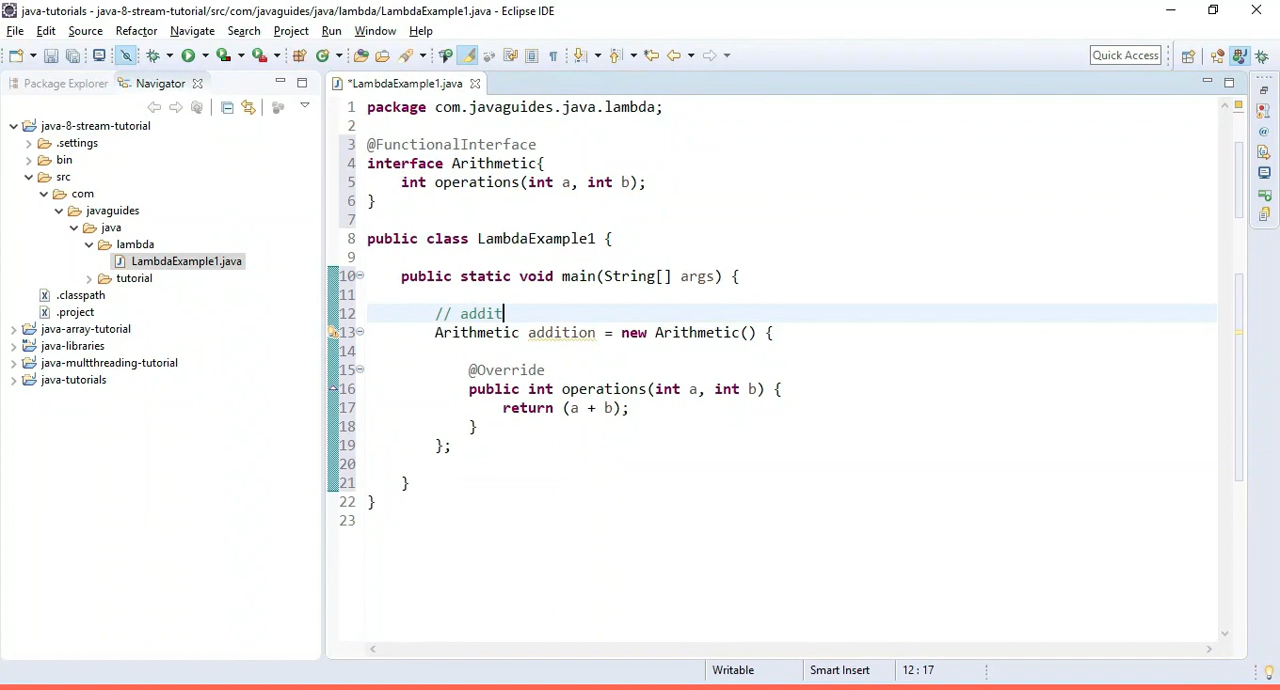 java-tutorials - java-8-stream-tutorial/src/com/javaguides/java/lambda/LambdaExample1.java - Eclipse IDE
File Edit Source Refactor Navigate Search Project Run Window Help
Quick Access
Package Explorer Navigator
*LambdaExample1.java
java-8-stream-tutorial
.settings
bin
src
com
javaguides
java
lambda
LambdaExample1.java
tutorial
.classpath
.project
java-array-tutorial
java-libraries
java-multthreading-tutorial
java-tutorials
1 package com.javaguides.java.lambda;
2
3 @FunctionalInterface
4 interface Arithmetic{
5 int operations(int a, int b);
6 }
7
8 public class LambdaExample1 {
9
10 public static void main(String[] args) {
11
12 // addit
13 Arithmetic addition = new Arithmetic() {
14
15 @Override
16 public int operations(int a, int b) {
17 return (a + b);
18 }
19 };
20
21 }
22 }
23
Writable Smart Insert 12 : 17